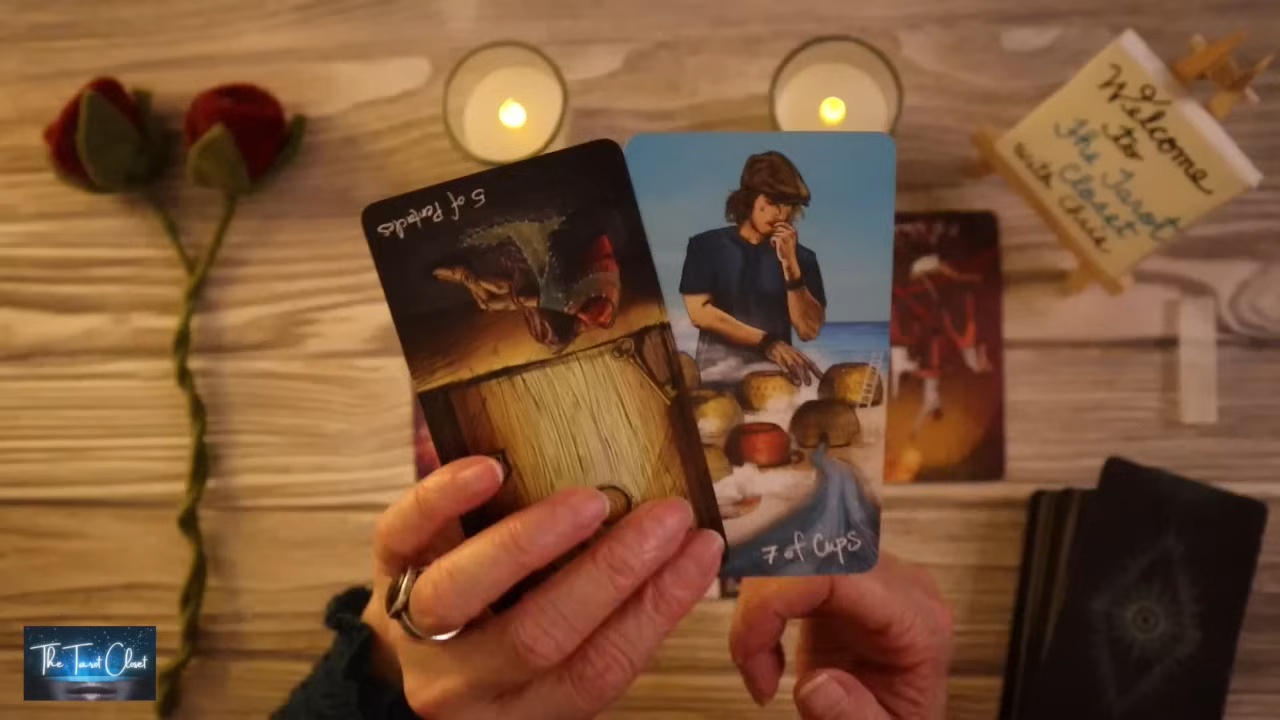 5 of Pentacles
7 of Cups
Welcome
To
The Tarot
Closet
with Chris
The Tarot Closet